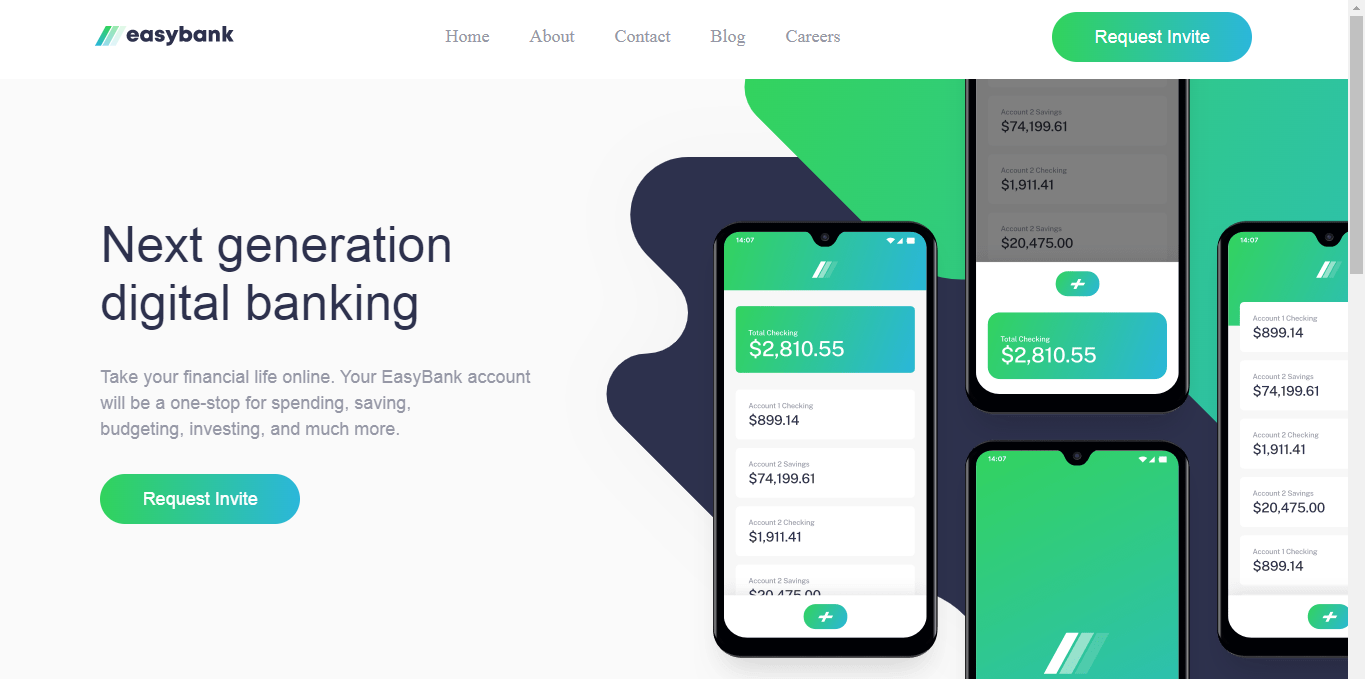 easybank
Home
About
Contact
Blog
Careers
Request Invite
Next generation
digital banking
Take your financial life online. Your EasyBank account
will be a one-stop for spending, saving,
budgeting, investing, and much more.
Request Invite
14:07
Total Checking
$2,810.55
Account 1 Checking
$899.14
Account 2 Savings
$74,199.61
Account 2 Checking
$1,911.41
Account 2 Savings
$20,475.00
Account 2 Savings
$74,199.61
Account 2 Checking
$1,911.41
Account 2 Savings
$20,475.00
Total Checking
$2,810.55
14:07
14:07
Account 1 Checking
$899.14
Account 2 Savings
$74,199.61
Account 2 Checking
$1,911.41
Account 2 Savings
$20,475.00
Account 1 Checking
$899.14